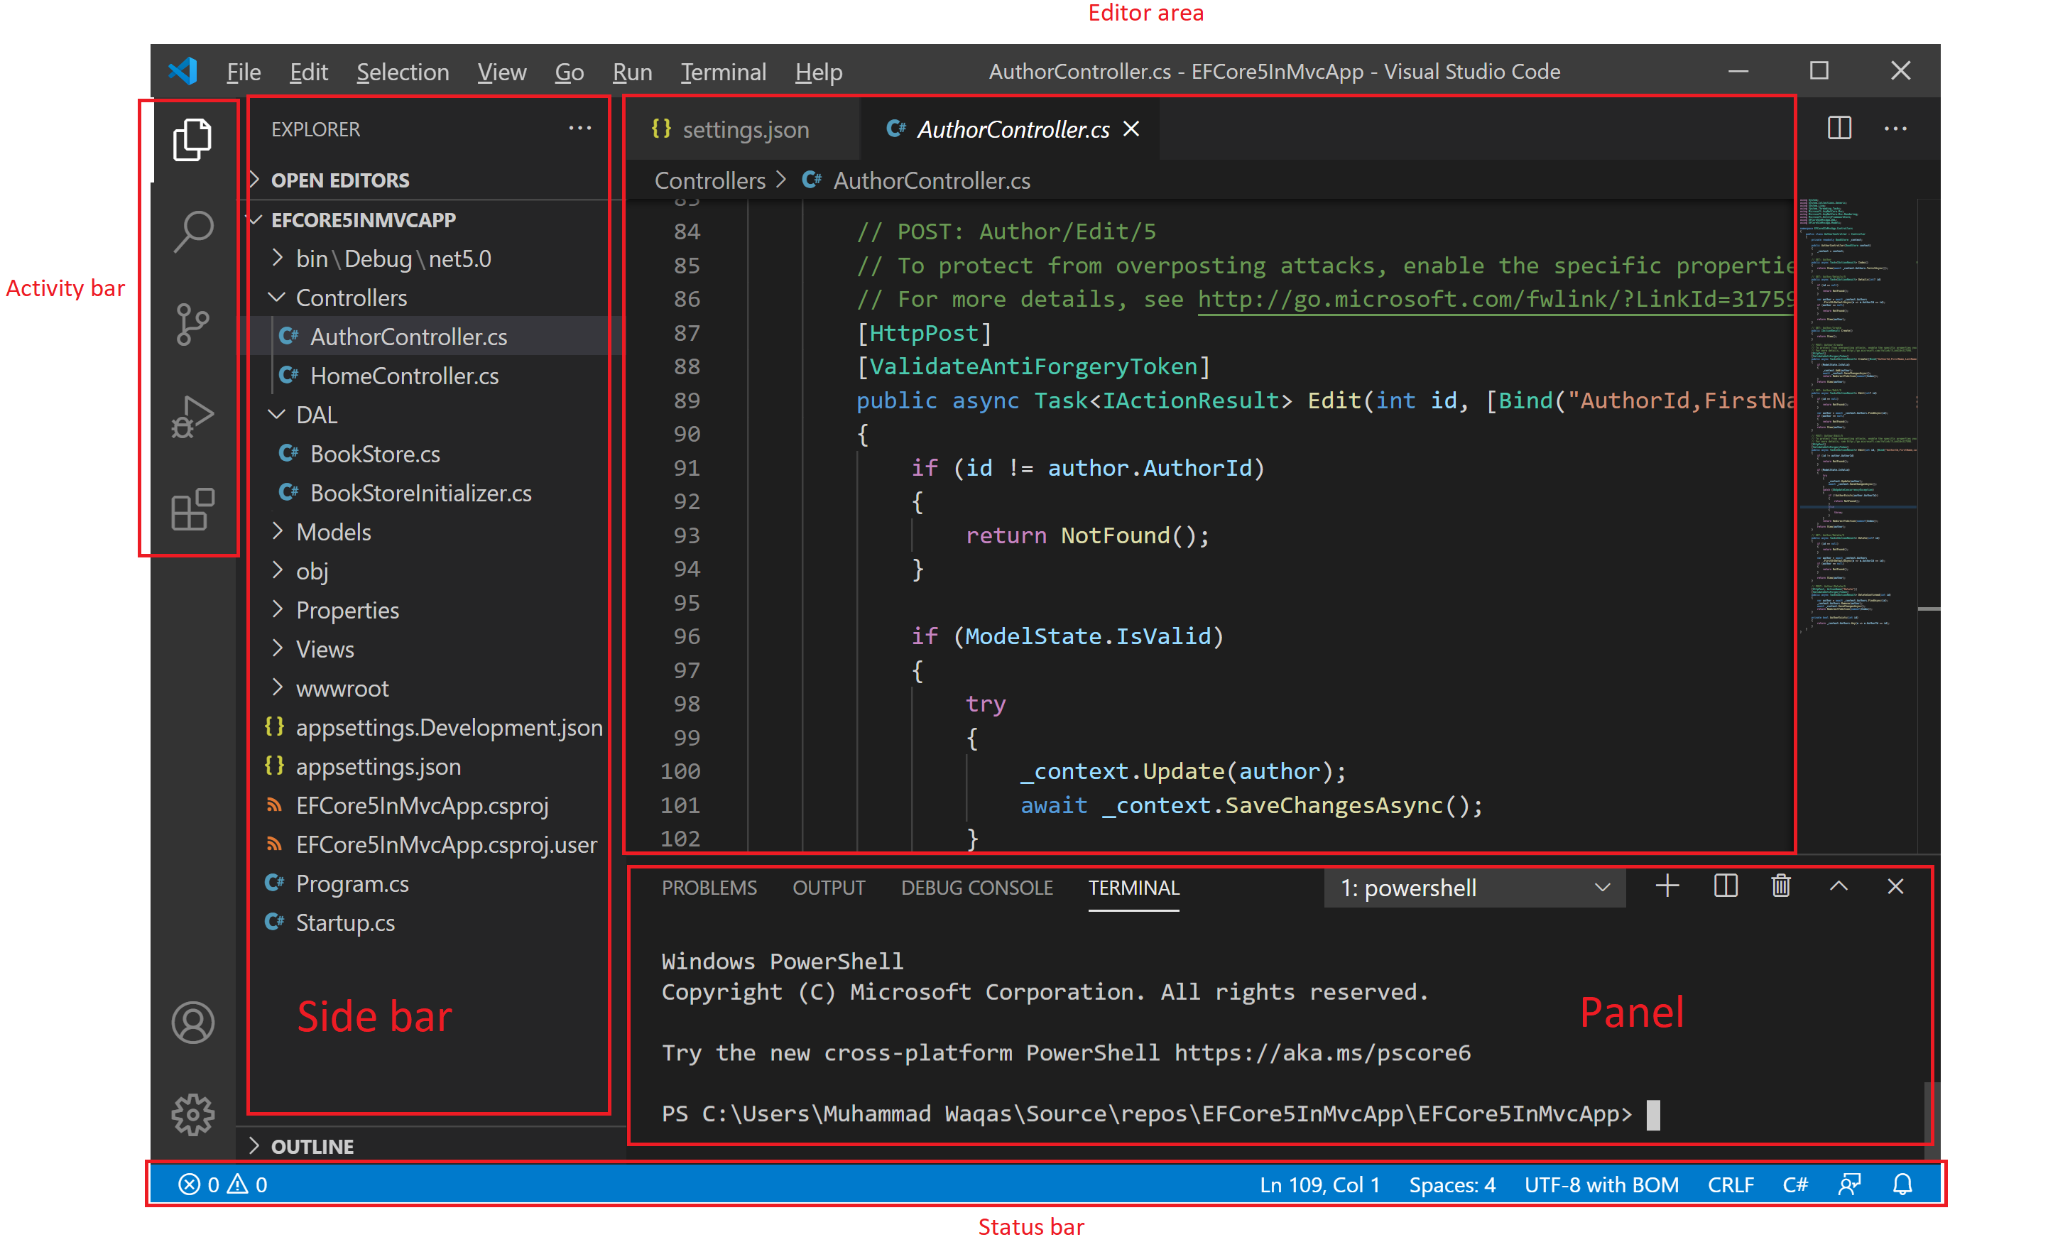 Editor area
File Edit Selection View Go Run Terminal Help AuthorController.cs - EFCore5InMvcApp - Visual Studio Code
Activity bar
EXPLORER
OPEN EDITORS
EFCORE5INMVCAPP
bin\Debug\net5.0
Controllers
AuthorController.cs
HomeController.cs
DAL
BookStore.cs
BookStoreInitializer.cs
Models
obj
Properties
Views
wwwroot
{} appsettings.Development.json
{} appsettings.json
EFCore5InMvcApp.csproj
EFCore5InMvcApp.csproj.user
C# Program.cs
C# Startup.cs
Side bar
OUTLINE
{} settings.json C# AuthorController.cs
Controllers > C# AuthorController.cs
83
84 // POST: Author/Edit/5
85 // To protect from overposting attacks, enable the specific propertie
86 // For more details, see http://go.microsoft.com/fwlink/?LinkId=31759
87 [HttpPost]
88 [ValidateAntiForgeryToken]
89 public async Task<IActionResult> Edit(int id, [Bind("AuthorId,FirstNa
90 {
91 if (id != author.AuthorId)
92 {
93 return NotFound();
94 }
95
96 if (ModelState.IsValid)
97 {
98 try
99 {
100 _context.Update(author);
101 await _context.SaveChangesAsync();
102 }
PROBLEMS OUTPUT DEBUG CONSOLE TERMINAL 1: powershell
Windows PowerShell
Copyright (C) Microsoft Corporation. All rights reserved.
Panel
Try the new cross-platform PowerShell https://aka.ms/pscore6
PS C:\Users\Muhammad Waqas\Source\repos\EFCore5InMvcApp\EFCore5InMvcApp>
0 0 Ln 109, Col 1 Spaces: 4 UTF-8 with BOM CRLF C#
Status bar